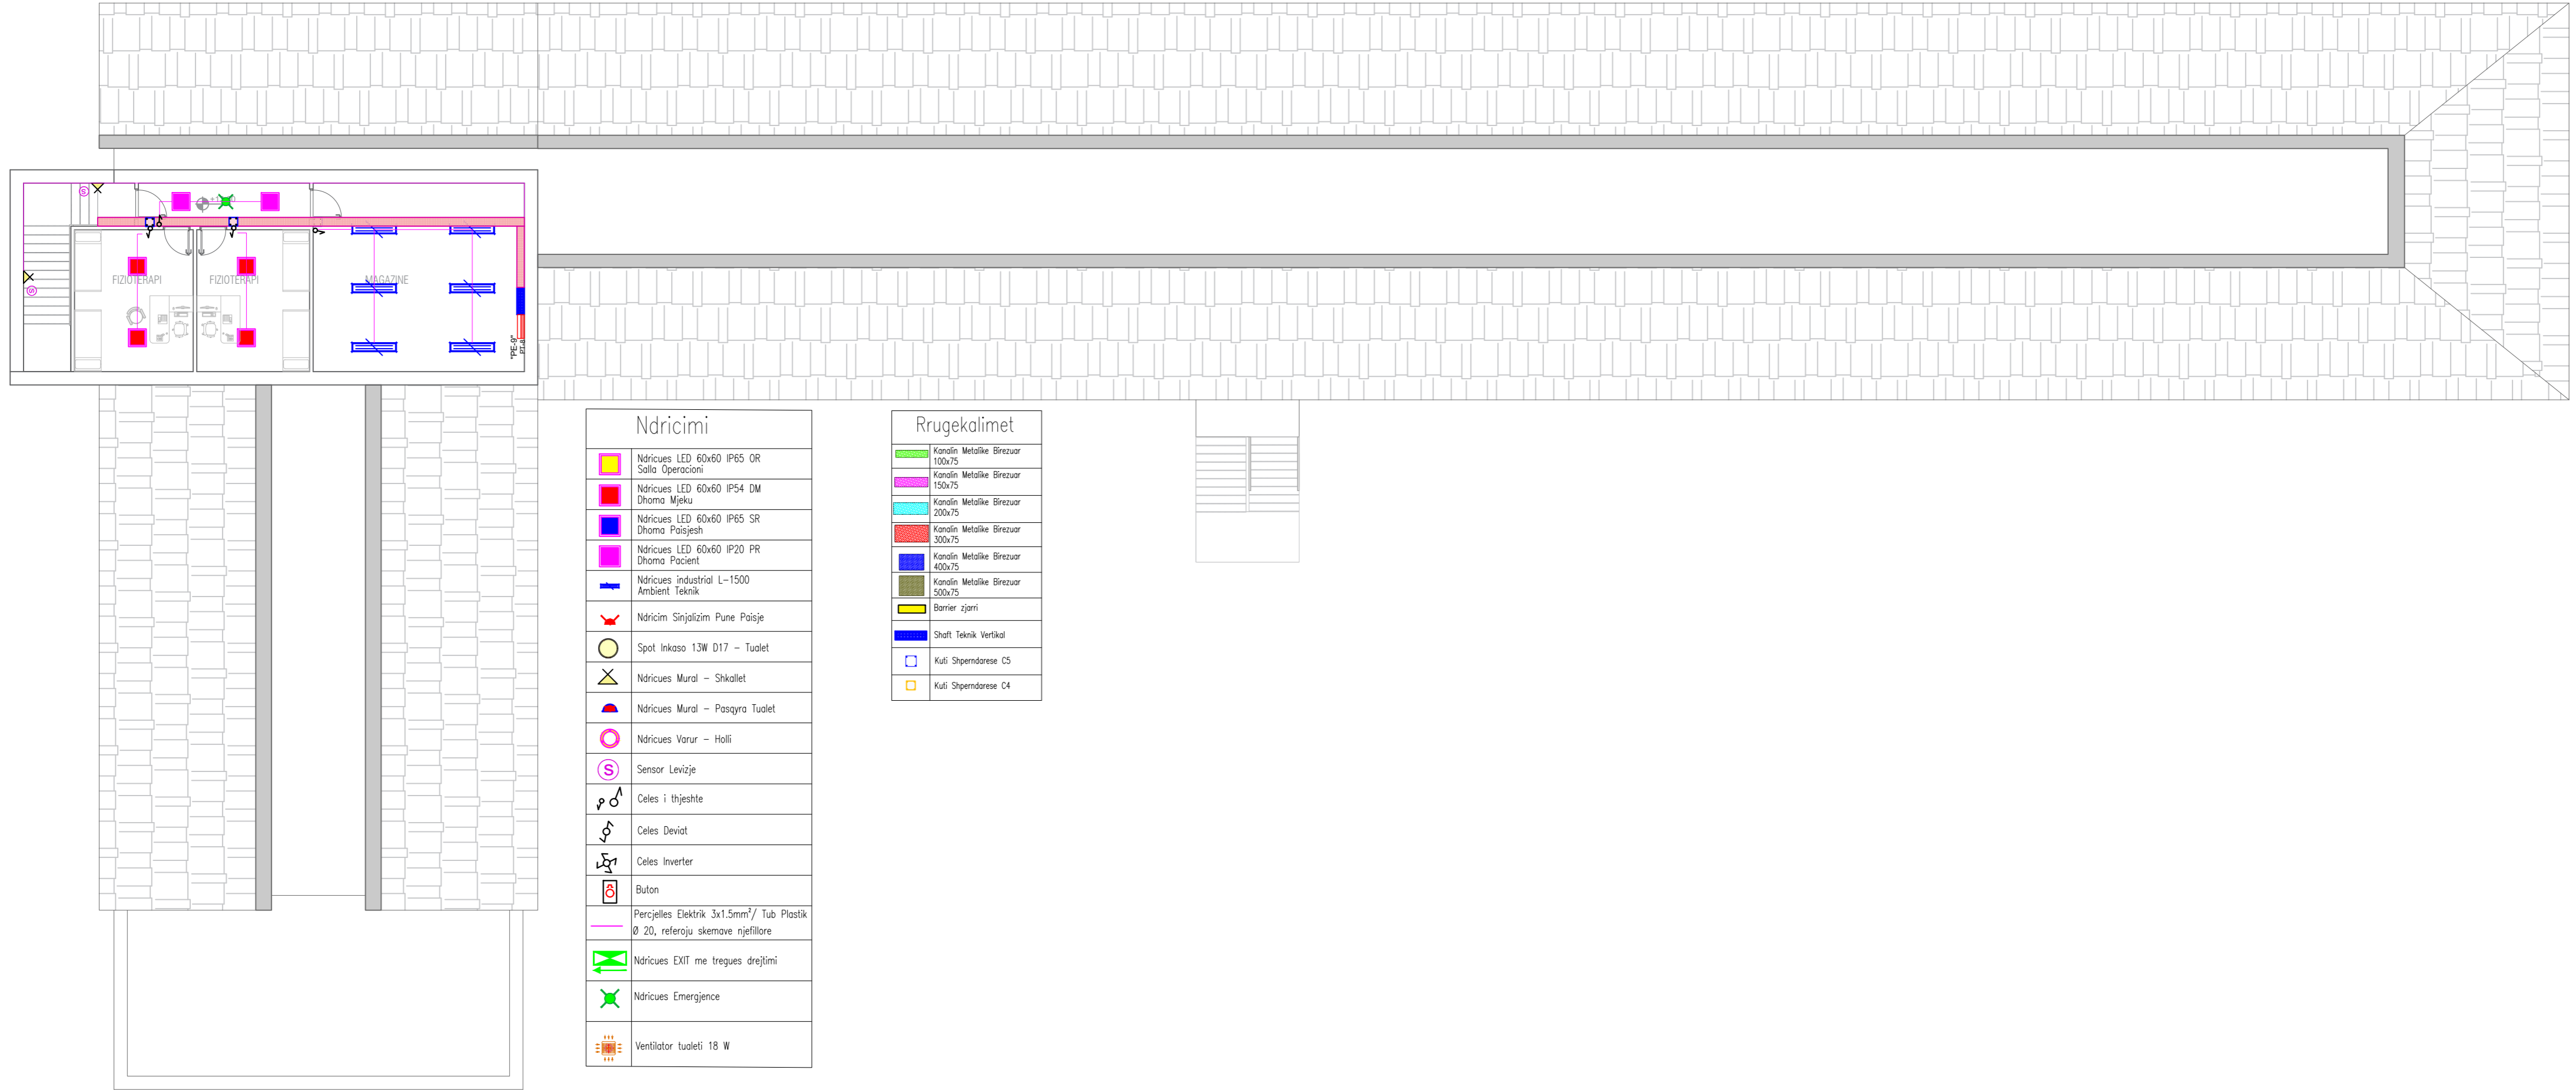 S
S
FIZIOTERAPI
FIZIOTERAPI
MAGAZINE
"PE-9"
PT-8
Ndricimi
Ndricues LED 60x60 IP65 OR
Salla Operacioni
Ndricues LED 60x60 IP54 DM
Dhoma Mjeku
Ndricues LED 60x60 IP65 SR
Dhoma Paisjesh
Ndricues LED 60x60 IP20 PR
Dhoma Pacient
Ndricues industrial L-1500
Ambient Teknik
Ndricim Sinjalizim Pune Paisje
Spot Inkaso 13W D17 - Tualet
Ndricues Mural - Shkallet
Ndricues Mural - Pasqyra Tualet
Ndricues Varur - Holli
S
Sensor Levizje
Celes i thjeshte
Celes Deviat
Celes Inverter
Buton
Percjelles Elektrik 3x1.5mm²/ Tub Plastik
Ø 20, referoju skemave njefillore
Ndricues EXIT me tregues drejtimi
Ndricues Emergjence
Ventilator tualeti 18 W
Rrugekalimet
Kanalin Metalike Birezuar
100x75
Kanalin Metalike Birezuar
150x75
Kanalin Metalike Birezuar
200x75
Kanalin Metalike Birezuar
300x75
Kanalin Metalike Birezuar
400x75
Kanalin Metalike Birezuar
500x75
Barrier zjarri
Shaft Teknik Vertikal
Kuti Shperndarese C5
Kuti Shperndarese C4